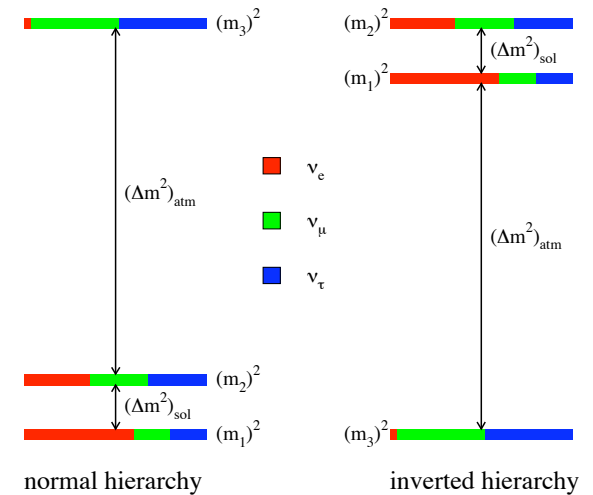 (m₃)²
(m₂)²
(Δm²)sol
(m₁)²
νe
(Δm²)atm
νμ
(Δm²)atm
ντ
(m₂)²
(Δm²)sol
(m₁)²
(m₃)²
normal hierarchy
inverted hierarchy